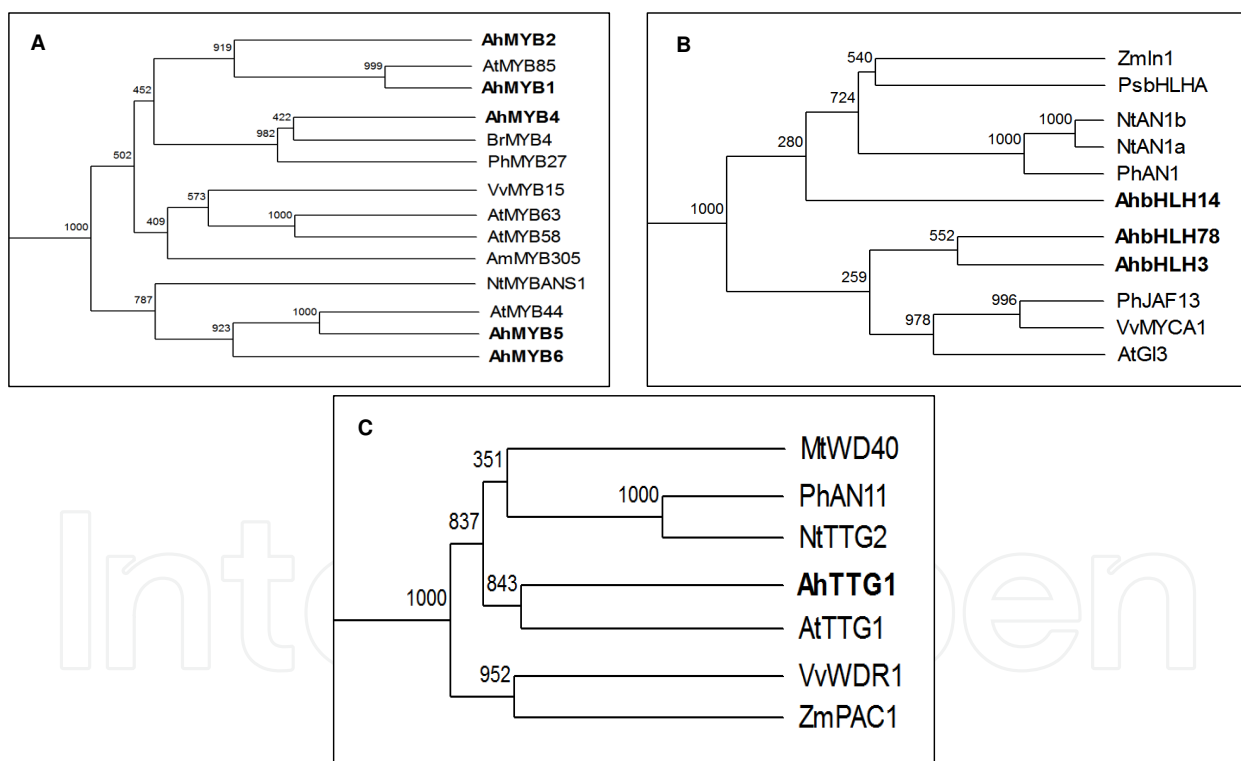 A
919
AhMYB2
999
AtMYB85
AhMYB1
452
422
AhMYB4
982
BrMYB4
PhMYB27
502
573
VvMYB15
1000
AtMYB63
AtMYB58
409
AmMYB305
1000
787
NtMYBANS1
1000
AtMYB44
923
AhMYB5
AhMYB6
B
540
ZmIn1
PsbHLHA
724
1000
NtAN1b
1000
NtAN1a
PhAN1
280
AhbHLH14
1000
552
AhbHLH78
AhbHLH3
259
996
PhJAF13
978
VvMYCA1
AtGl3
C
351
MtWD40
1000
PhAN11
NtTTG2
837
843
AhTTG1
AtTTG1
1000
952
VvWDR1
ZmPAC1